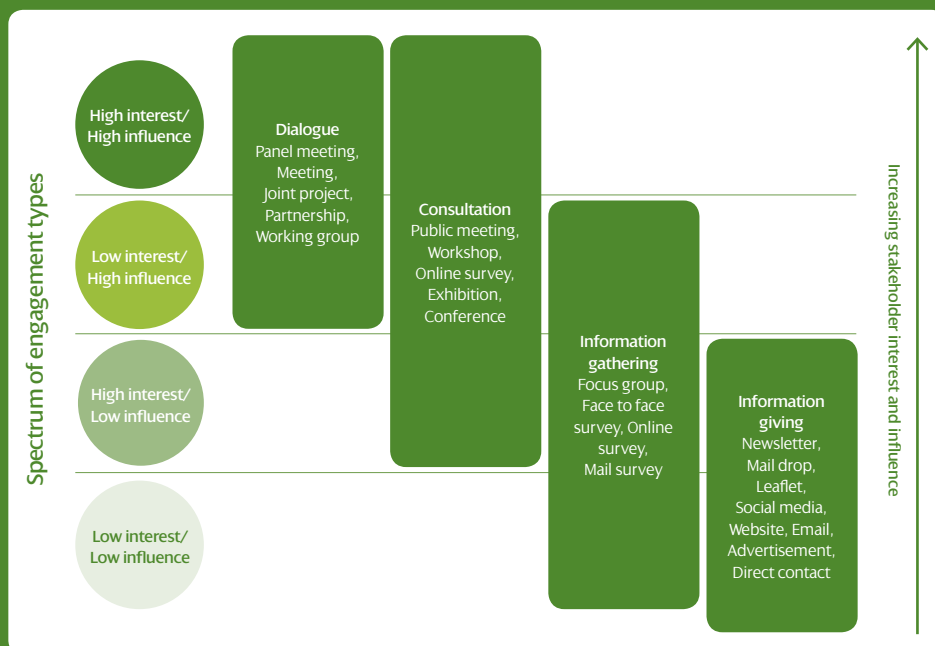 Spectrum of engagement types
High interest/
High influence
Low interest/
High influence
High interest/
Low influence
Low interest/
Low influence
Dialogue
Panel meeting,
Meeting,
Joint project,
Partnership,
Working group
Consultation
Public meeting,
Workshop,
Online survey,
Exhibition,
Conference
Information
gathering
Focus group,
Face to face
survey, Online
survey,
Mail survey
Information
giving
Newsletter,
Mail drop,
Leaflet,
Social media,
Website, Email,
Advertisement,
Direct contact
Increasing stakeholder interest and influence